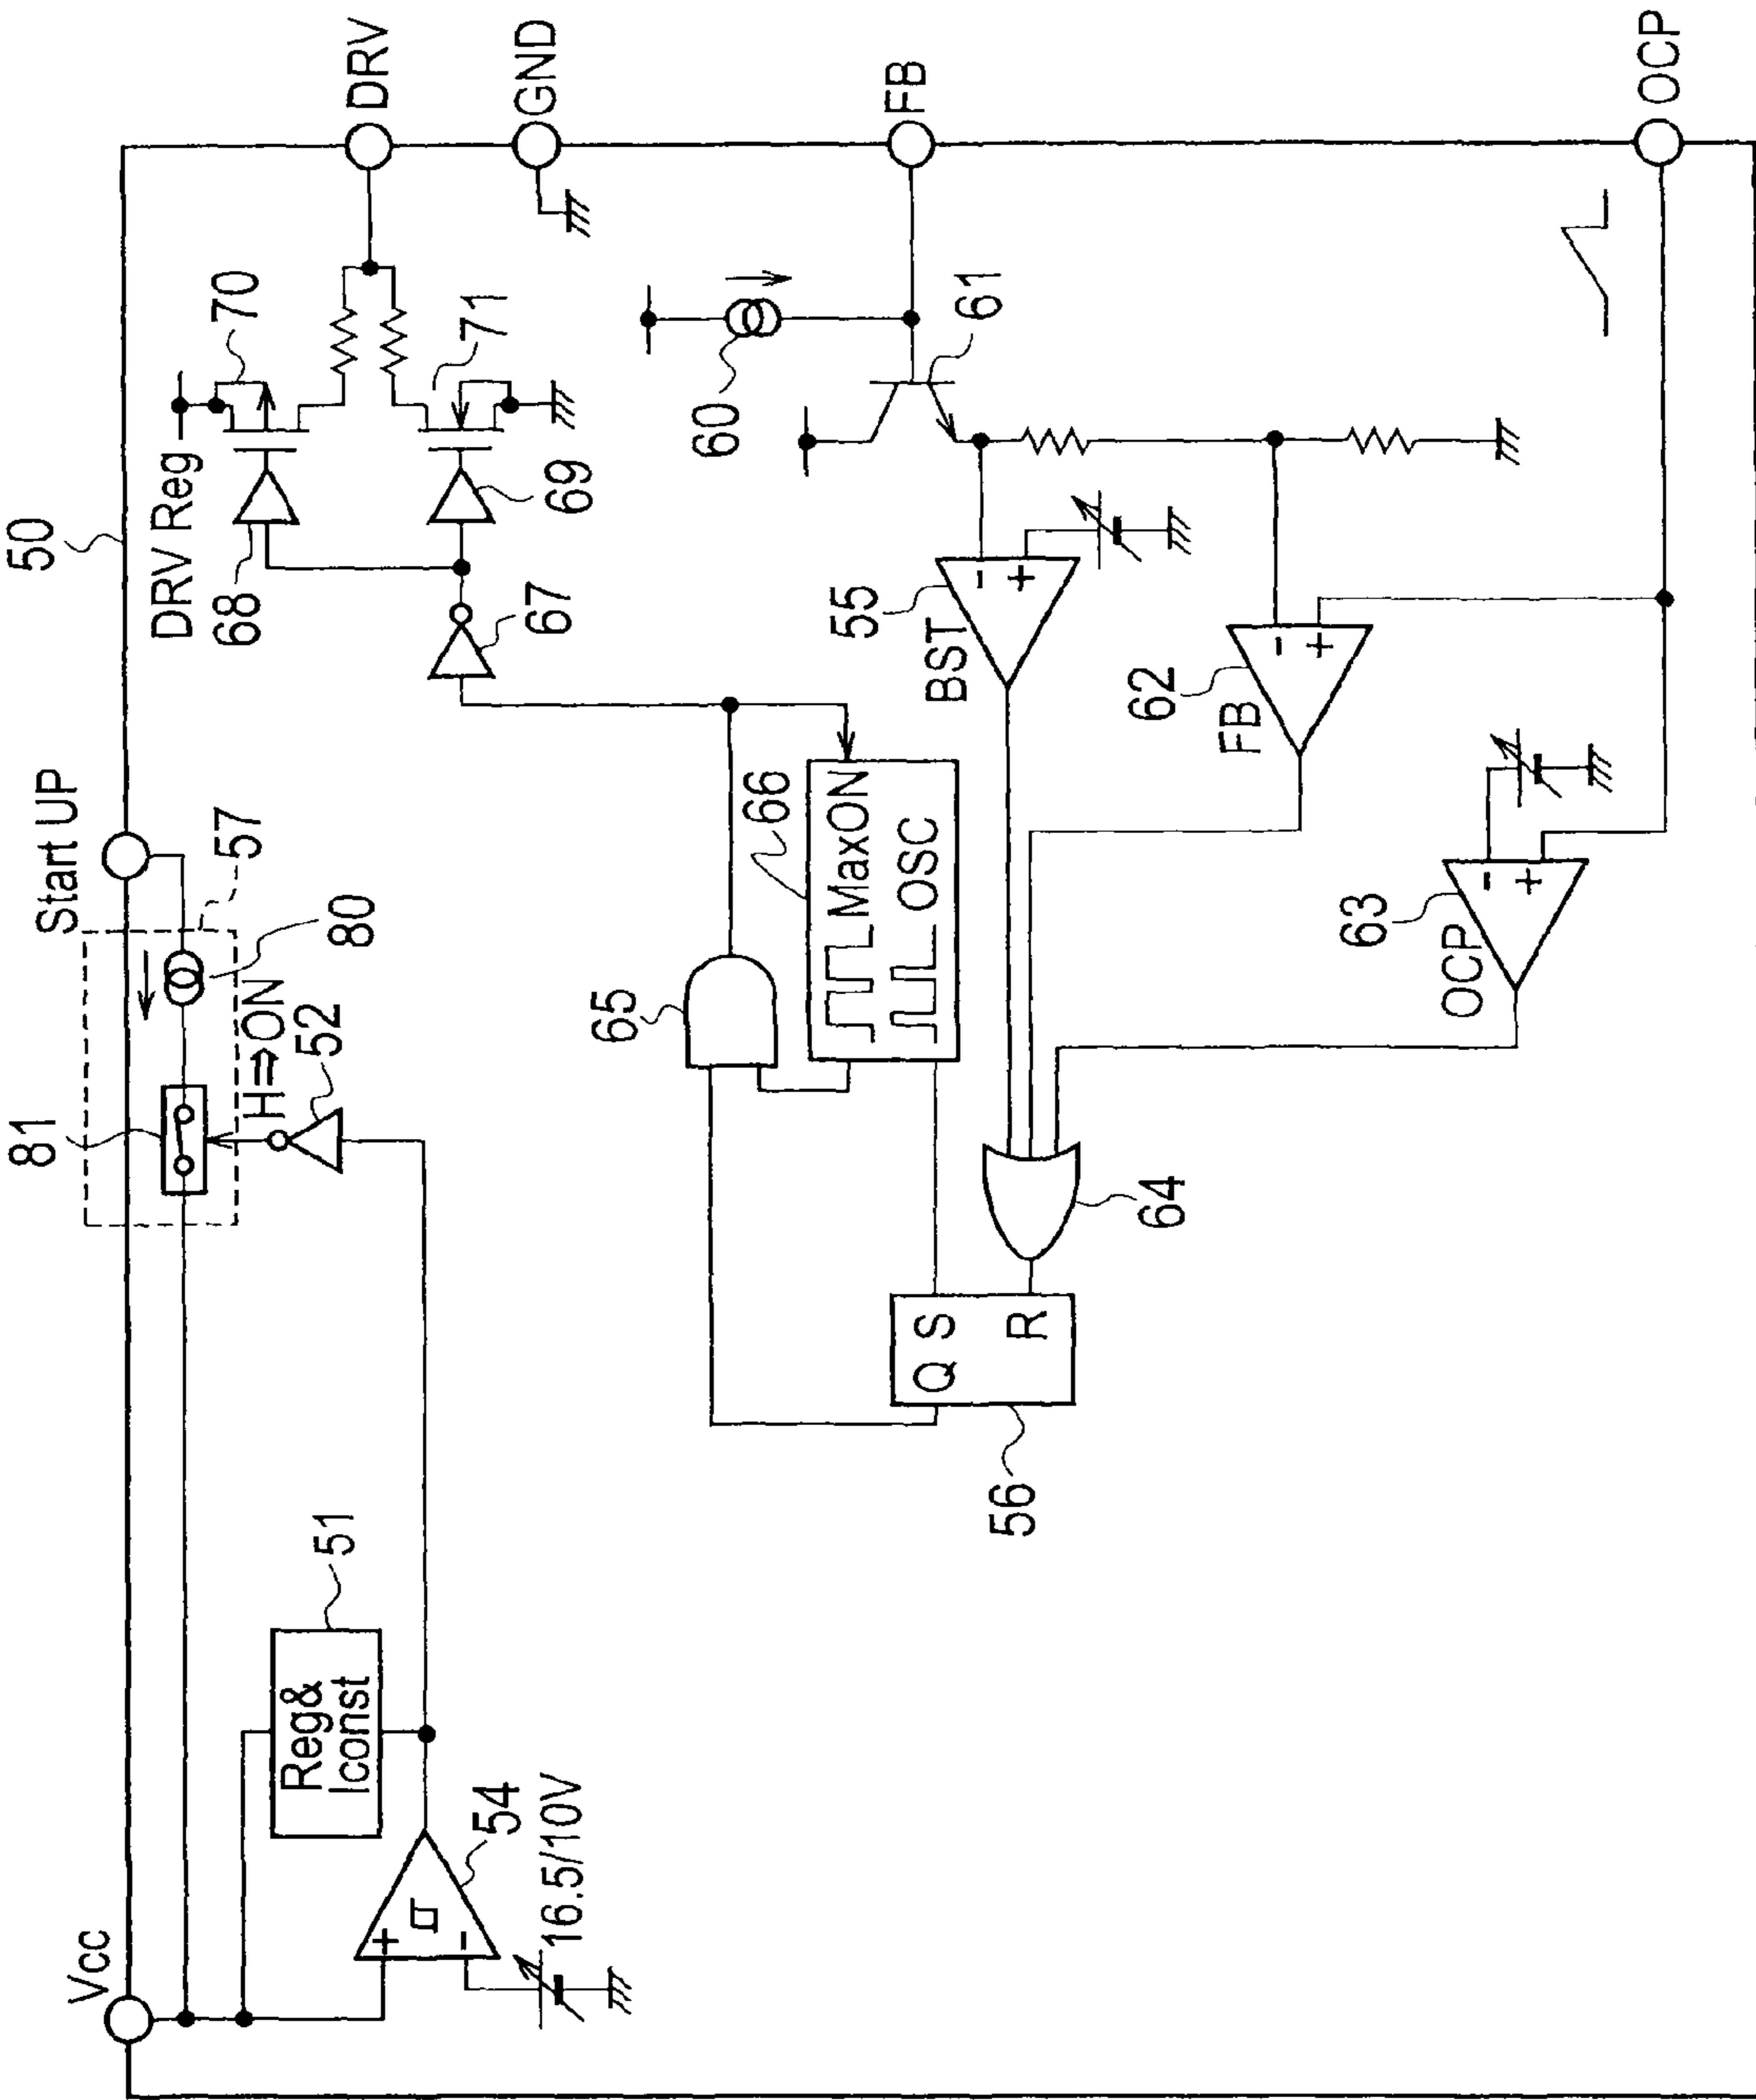 50
Vcc
Start UP
81
57
80
H⇒ON
52
51
Reg&
Iconst
54
+
-
16.5/10V
DRV Reg
70
68
71
69
67
DRV
GND
FB
OCP
60
61
65
66
MaxON
OSC
55
BST
-
+
62
FB
-
+
63
OCP
-
+
64
Q S
R
56